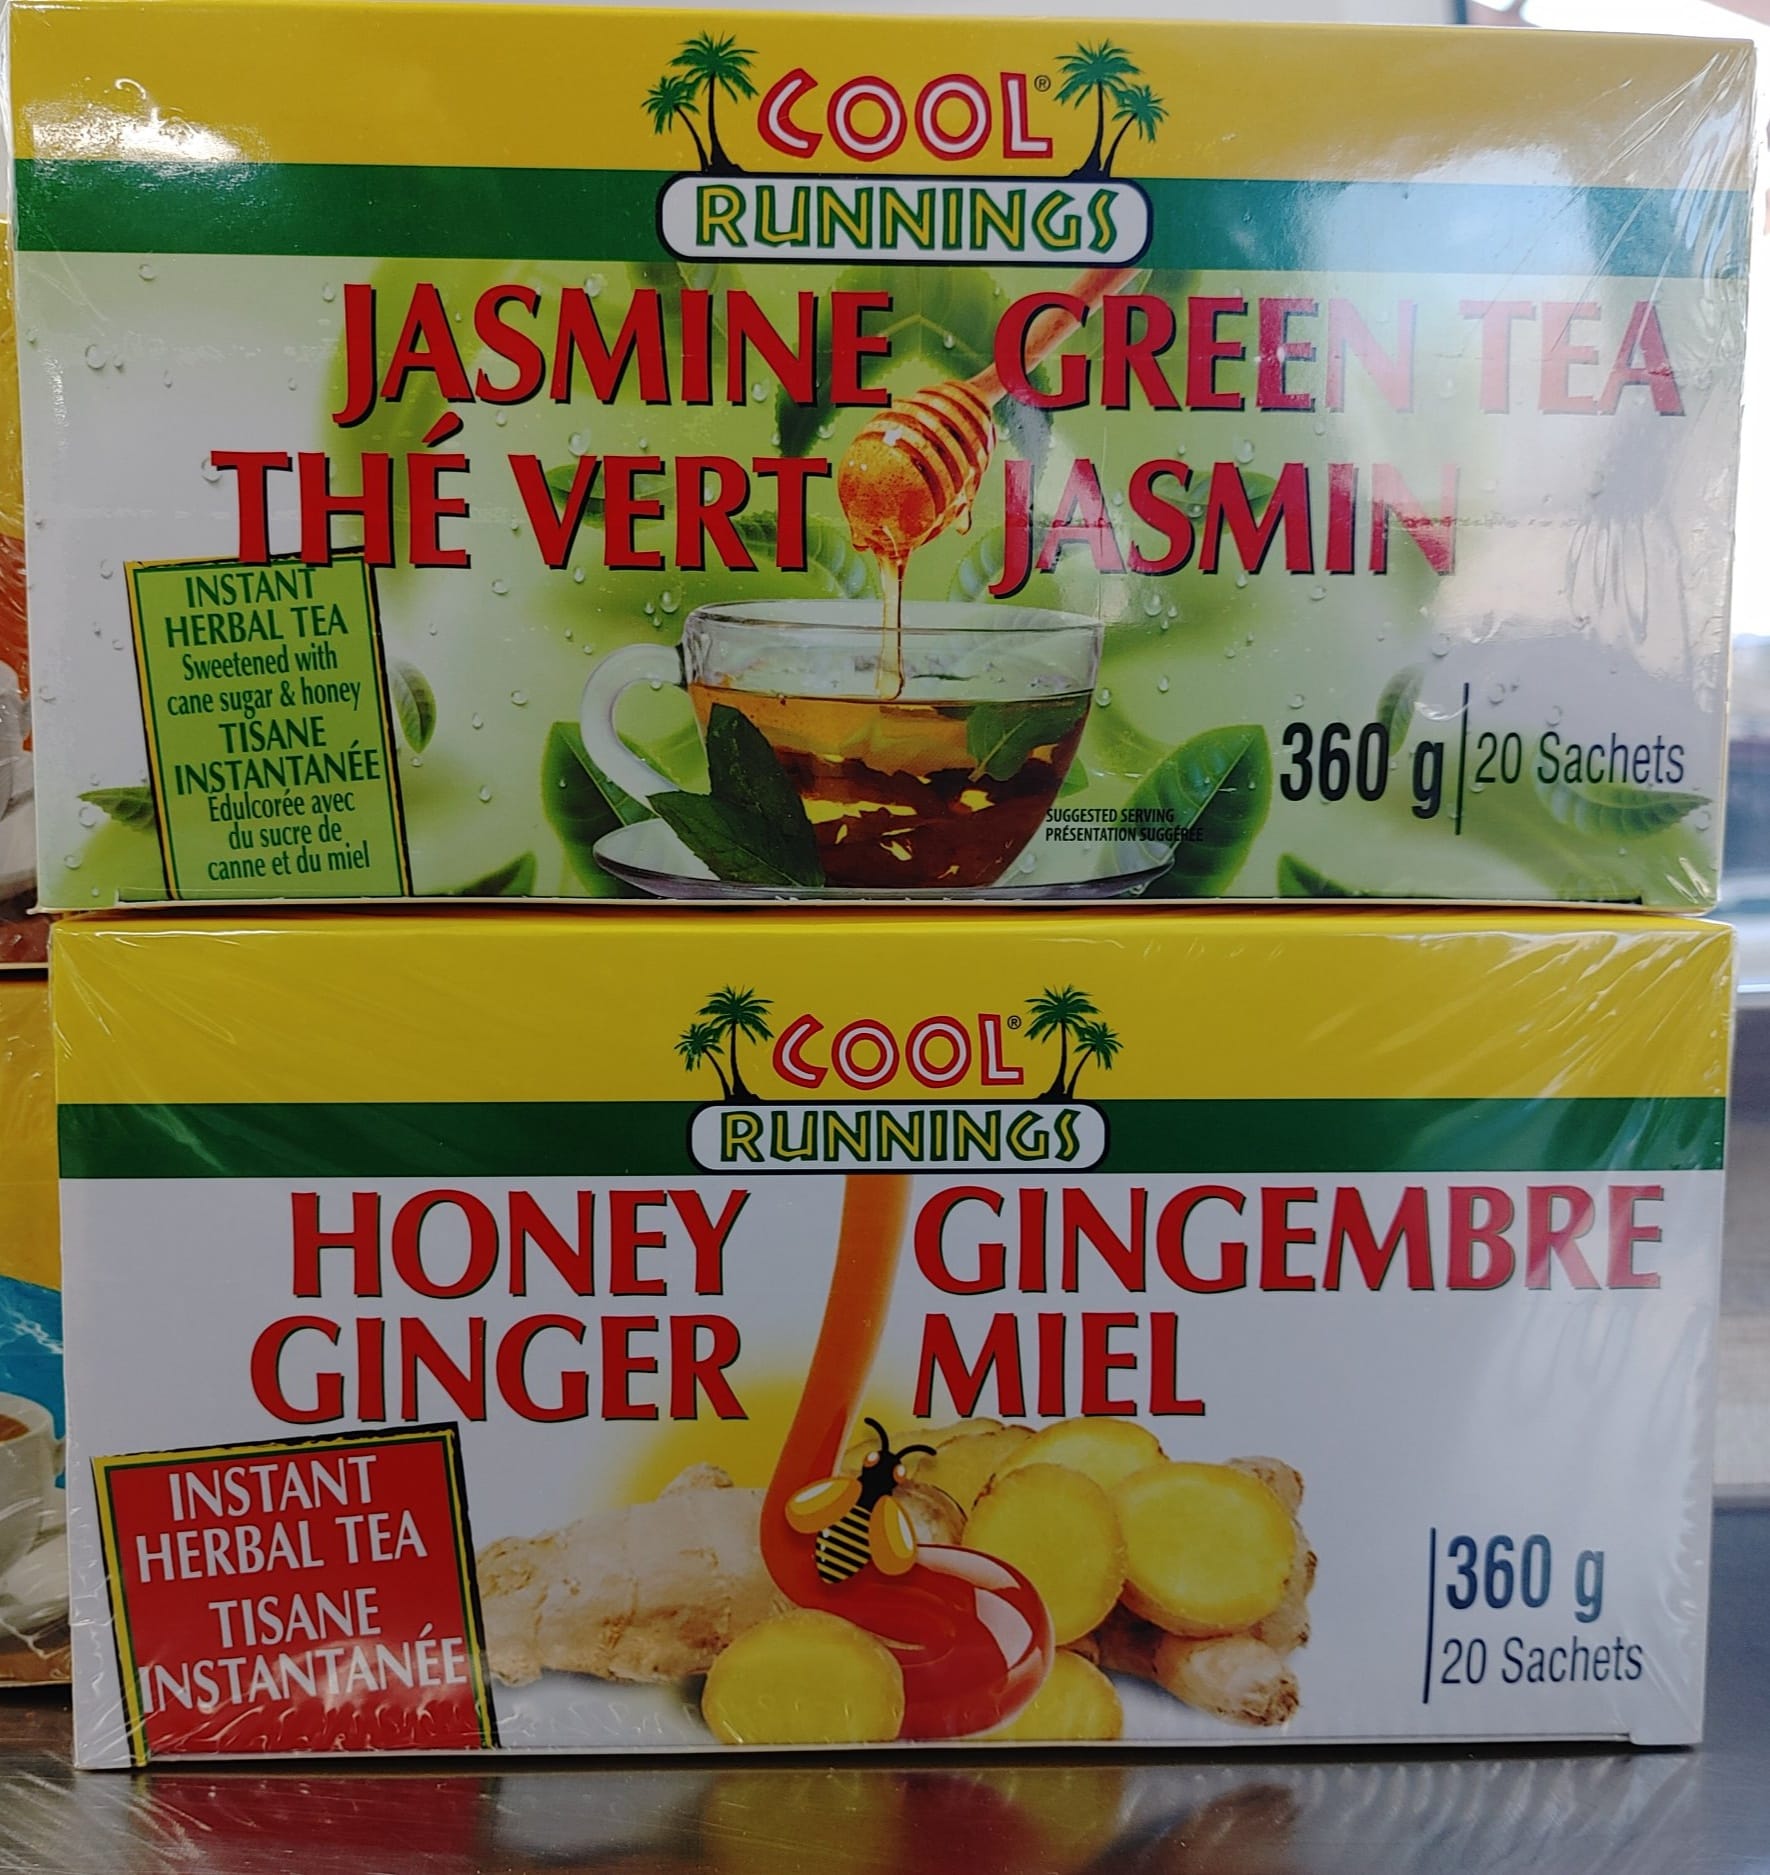 COOL®
RUNNINGS
JASMINE GREEN TEA
THÉ VERT JASMIN
INSTANT
HERBAL TEA
Sweetened with
cane sugar & honey
TISANE
INSTANTANÉE
Édulcorée avec
du sucre de
canne et du miel
SUGGESTED SERVING
PRÉSENTATION SUGGÉRÉE
360 g | 20 Sachets
COOL®
RUNNINGS
HONEY GINGEMBRE
GINGER MIEL
INSTANT
HERBAL TEA
TISANE
INSTANTANÉE
360 g
20 Sachets